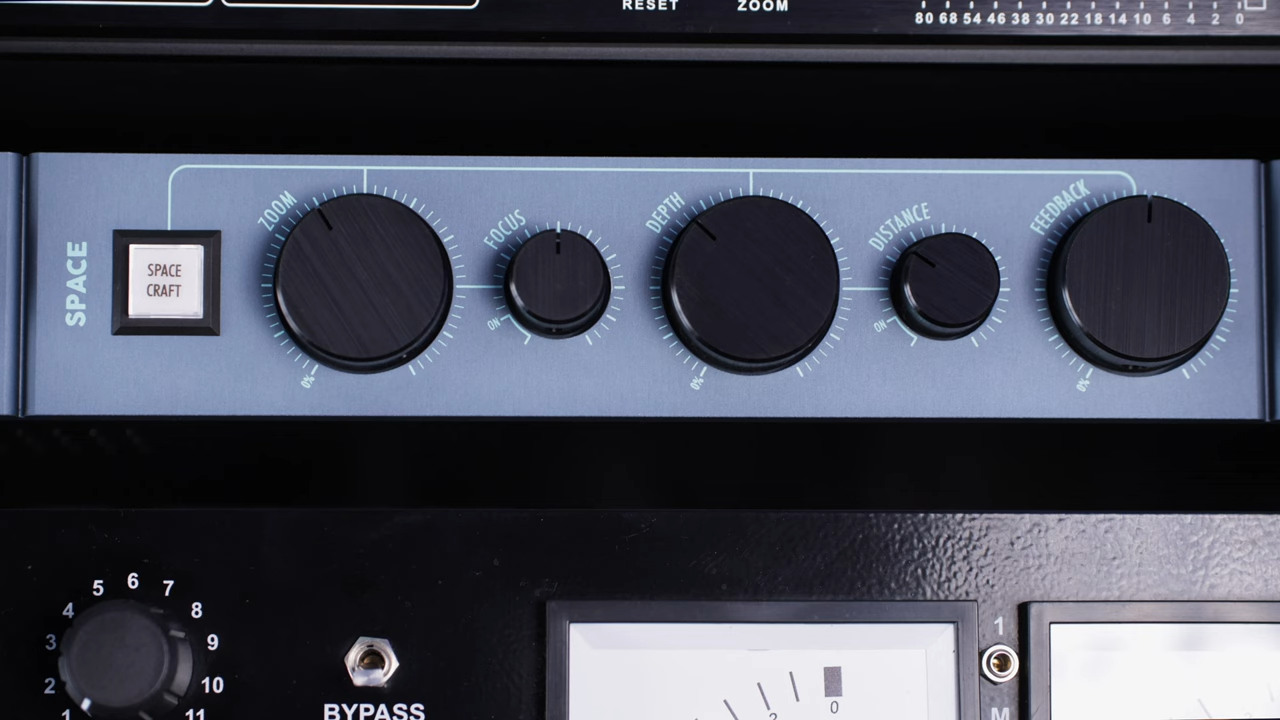 RESET ZOOM
80 68 54 46 38 30 22 18 14 10 6 4 2 0
SPACE
SPACE
CRAFT
ZOOM
0%
FOCUS
ON
DEPTH
0%
DISTANCE
ON
FEEDBACK
0%
1 2 3 4 5 6 7 8 9 10 11
BYPASS
2 0
1
M